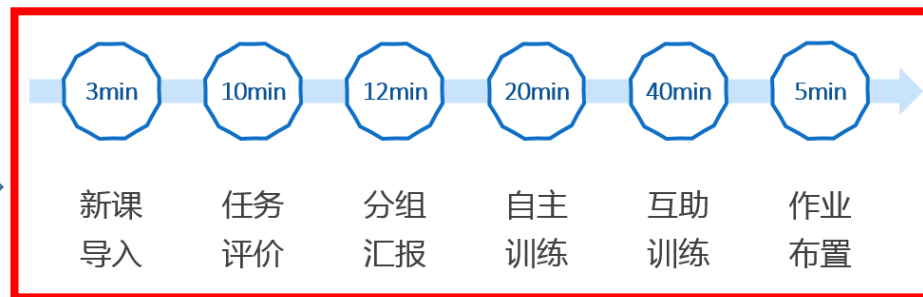 3min 10min 12min 20min 40min 5min
新课 任务 分组 自主 互助 作业
导入 评价 汇报 训练 训练 布置